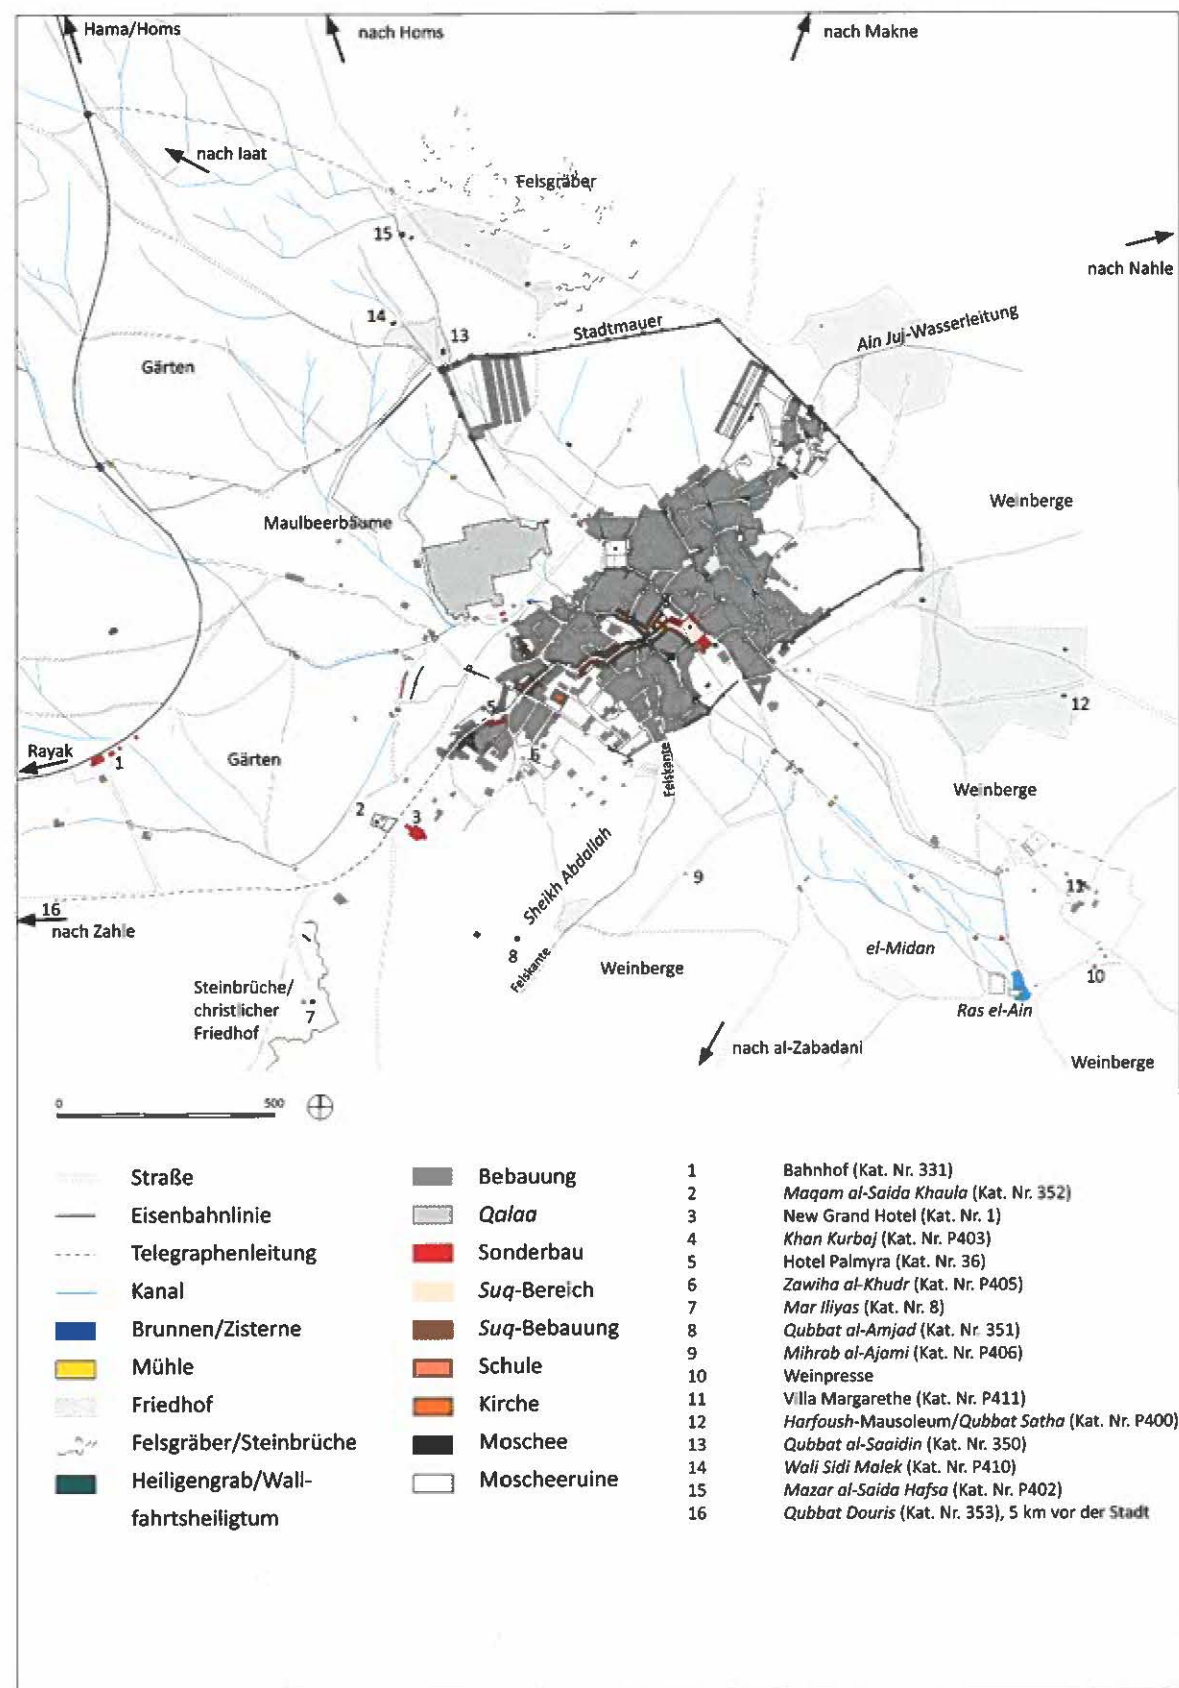 Hama/Homs
nach Homs
nach Makne
nach Iaat
Felsgräber
15
nach Nahle
14
13
Stadtmauer
Ain Juj-Wasserleitung
Gärten
Weinberge
Maulbeerbäume
12
5
Rayak
1
Gärten
6
Felskante
Weinberge
2
3
Sheikh Abdallah
9
11
16
nach Zahle
8
el-Midan
Felskante
Weinberge
10
Steinbrüche/
christlicher
Friedhof
7
Ras el-Ain
nach al-Zabadani
Weinberge
0
500
Straße
Eisenbahnlinie
Telegraphenleitung
Kanal
Brunnen/Zisterne
Mühle
Friedhof
Felsgräber/Steinbrüche
Heiligengrab/Wall-
fahrtsheiligtum
Bebauung
Qalaa
Sonderbau
Suq-Bereich
Suq-Bebauung
Schule
Kirche
Moschee
Moscheeruine
1 Bahnhof (Kat. Nr. 331)
2 Maqam al-Saida Khaula (Kat. Nr. 352)
3 New Grand Hotel (Kat. Nr. 1)
4 Khan Kurbaj (Kat. Nr. P403)
5 Hotel Palmyra (Kat. Nr. 36)
6 Zawiha al-Khudr (Kat. Nr. P405)
7 Mar Iliyas (Kat. Nr. 8)
8 Qubbat al-Amjad (Kat. Nr. 351)
9 Mihrab al-Ajami (Kat. Nr. P406)
10 Weinpresse
11 Villa Margarethe (Kat. Nr. P411)
12 Harfoush-Mausoleum/Qubbat Satha (Kat. Nr. P400)
13 Qubbat al-Saaidin (Kat. Nr. 350)
14 Wali Sidi Malek (Kat. Nr. P410)
15 Mazar al-Saida Hafsa (Kat. Nr. P402)
16 Qubbat Douris (Kat. Nr. 353), 5 km vor der Stadt